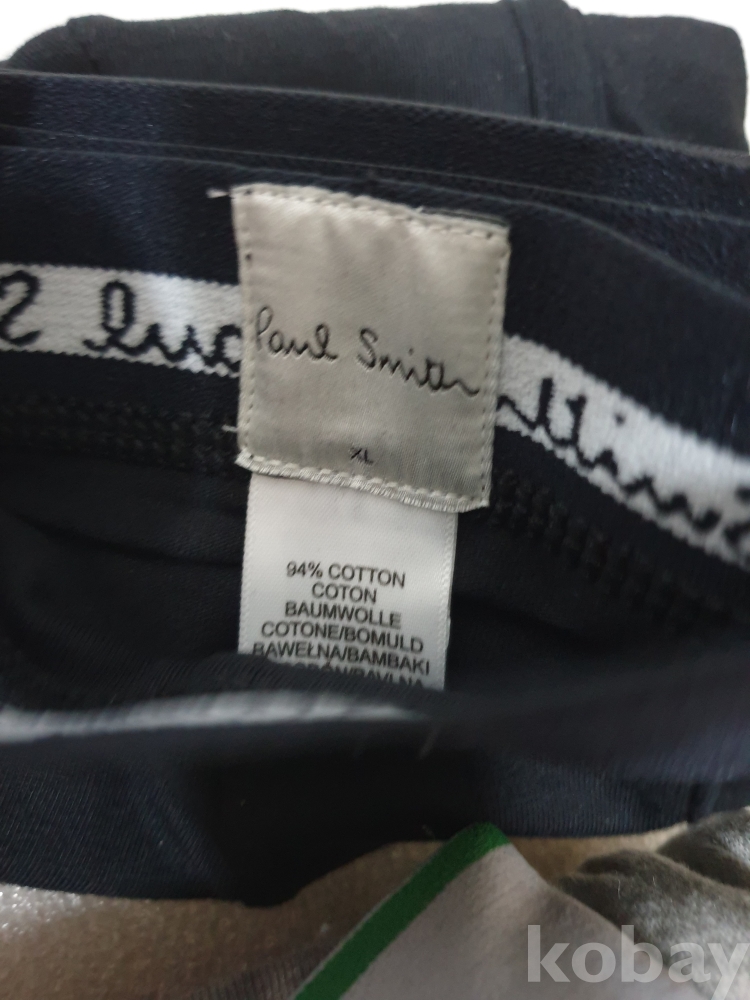 Paul Smith
XL
94% COTTON
COTON
BAUMWOLLE
COTONE/BOMULD
BAWEŁNA/BAMBAKI
kobay